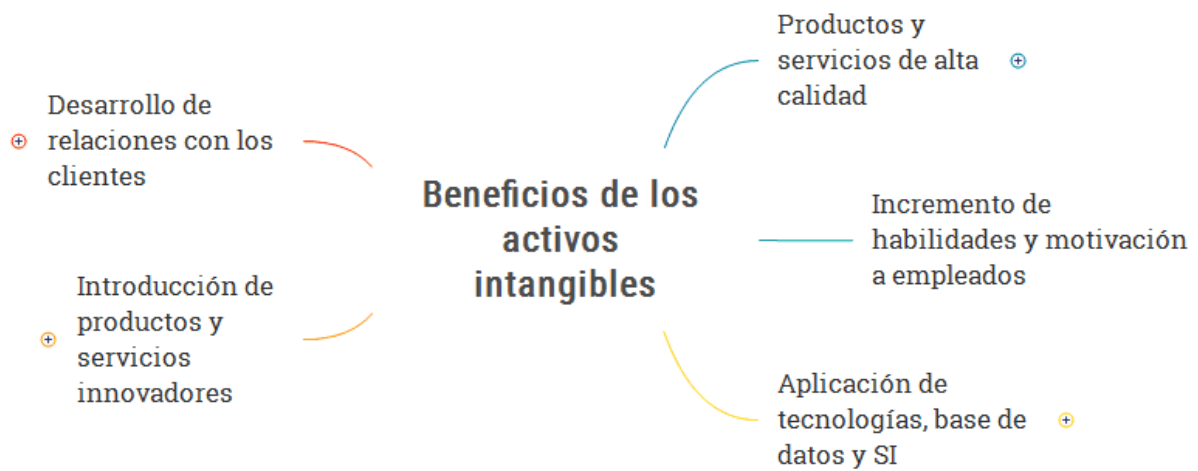 Beneficios de los
activos
intangibles
Productos y
servicios de alta
calidad
Incremento de
habilidades y motivación
a empleados
Aplicación de
tecnologías, base de
datos y SI
Desarrollo de
relaciones con los
clientes
Introducción de
productos y
servicios
innovadores